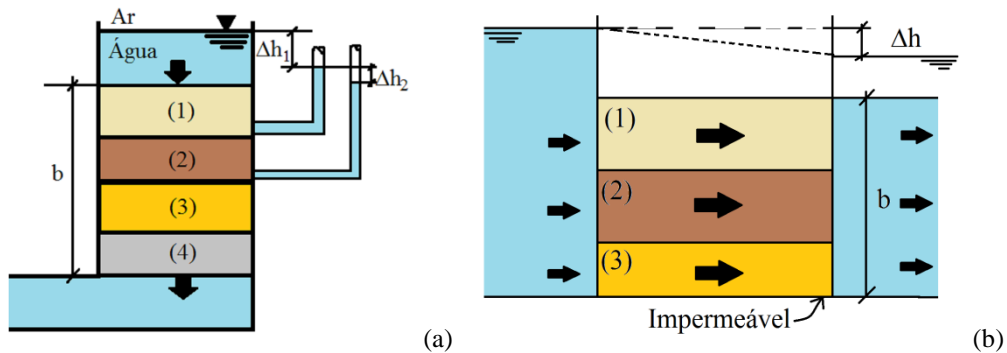 Ar
Água
Δh₁
Δh₂
(1)
(2)
b
(3)
(4)
(a)
Δh
(1)
(2)
b
(3)
Impermeável
(b)